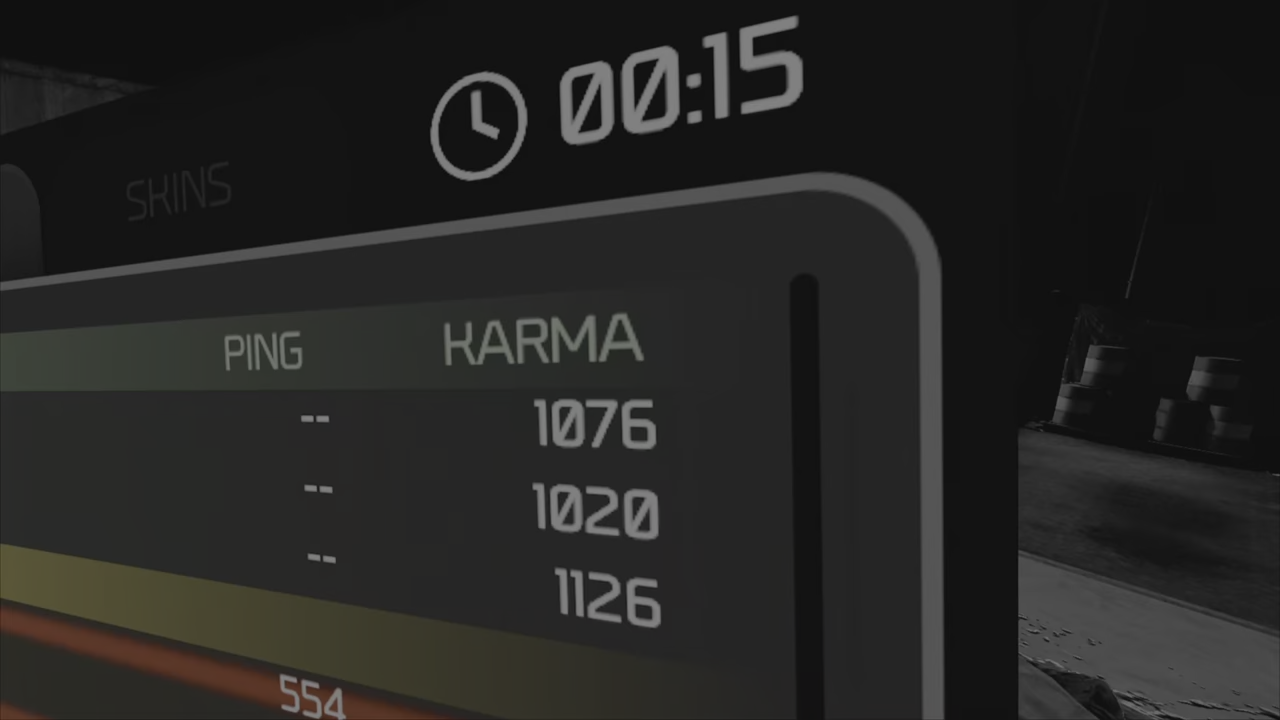 00:15
SKINS
PING KARMA
-- 1076
-- 1020
-- 1126
554